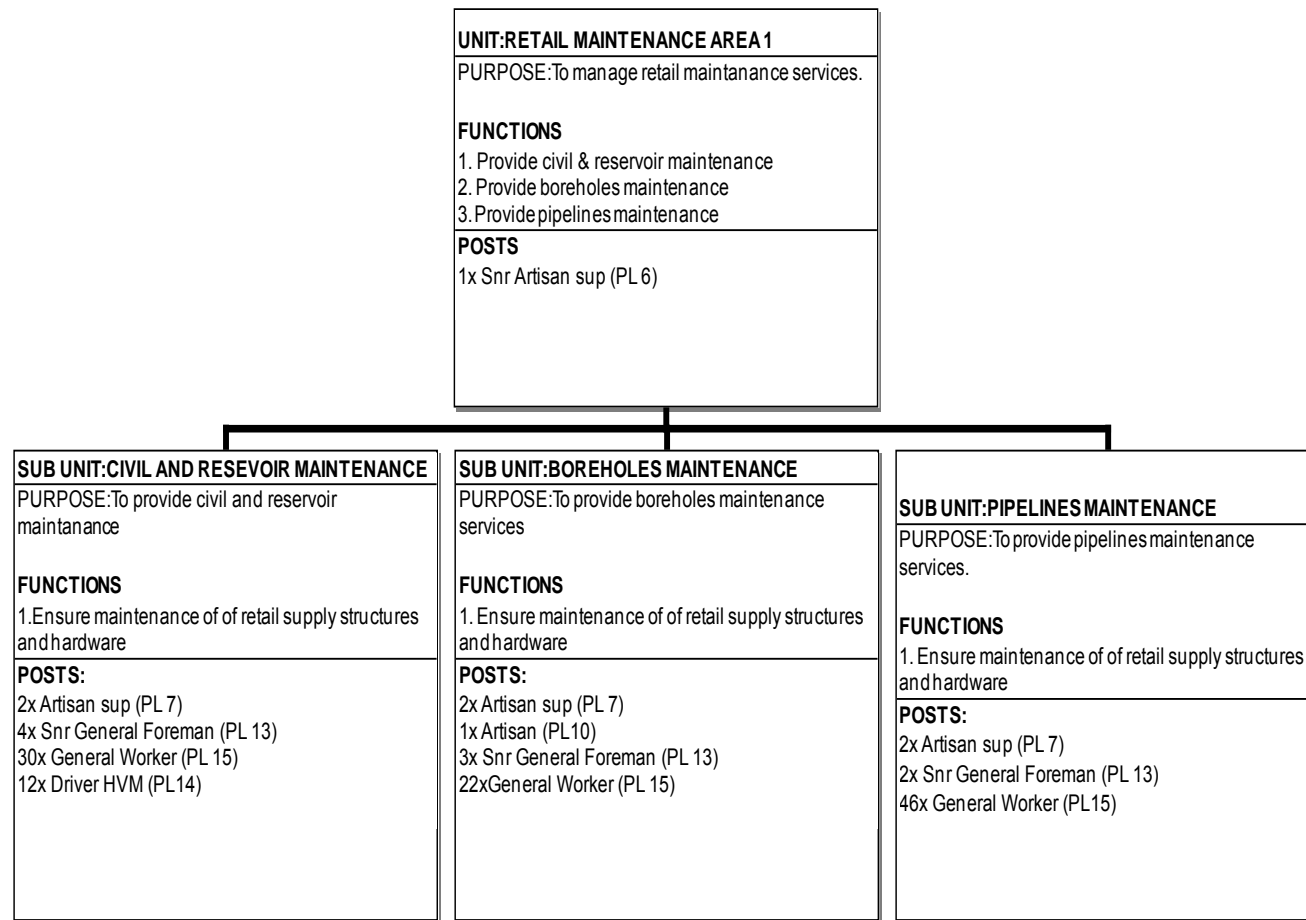 UNIT:RETAIL MAINTENANCE AREA 1
PURPOSE:To manage retail maintanance services.
FUNCTIONS
1. Provide civil & reservoir maintenance
2. Provide boreholes maintenance
3. Provide pipelines maintenance
POSTS
1x Snr Artisan sup (PL 6)
SUB UNIT:CIVIL AND RESEVOIR MAINTENANCE
PURPOSE:To provide civil and reservoir
maintanance
FUNCTIONS
1.Ensure maintenance of of retail supply structures
and hardware
POSTS:
2x Artisan sup (PL 7)
4x Snr General Foreman (PL 13)
30x General Worker (PL 15)
12x Driver HVM (PL14)
SUB UNIT:BOREHOLES MAINTENANCE
PURPOSE:To provide boreholes maintenance
services
FUNCTIONS
1. Ensure maintenance of of retail supply structures
and hardware
POSTS:
2x Artisan sup (PL 7)
1x Artisan (PL10)
3x Snr General Foreman (PL 13)
22xGeneral Worker (PL 15)
SUB UNIT:PIPELINES MAINTENANCE
PURPOSE:To provide pipelines maintenance
services.
FUNCTIONS
1. Ensure maintenance of of retail supply structures
and hardware
POSTS:
2x Artisan sup (PL 7)
2x Snr General Foreman (PL 13)
46x General Worker (PL15)